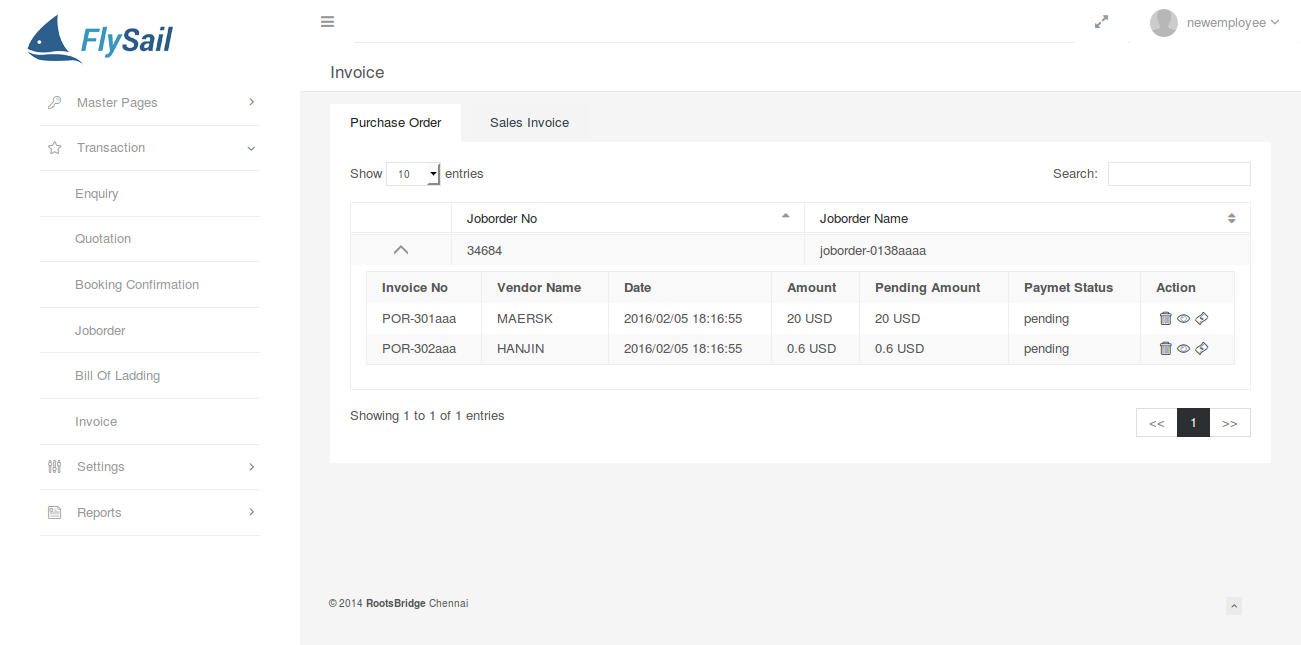 FlySail
newemployee
Invoice
Master Pages
Transaction
Enquiry
Quotation
Booking Confirmation
Joborder
Bill Of Ladding
Invoice
Settings
Reports
Purchase Order Sales Invoice
Show 10 entries Search:
Joborder No Joborder Name
34684 joborder-0138aaaa
Invoice No Vendor Name Date Amount Pending Amount Paymet Status Action
POR-301aaa MAERSK 2016/02/05 18:16:55 20 USD 20 USD pending
POR-302aaa HANJIN 2016/02/05 18:16:55 0.6 USD 0.6 USD pending
Showing 1 to 1 of 1 entries << 1 >>
© 2014 RootsBridge Chennai